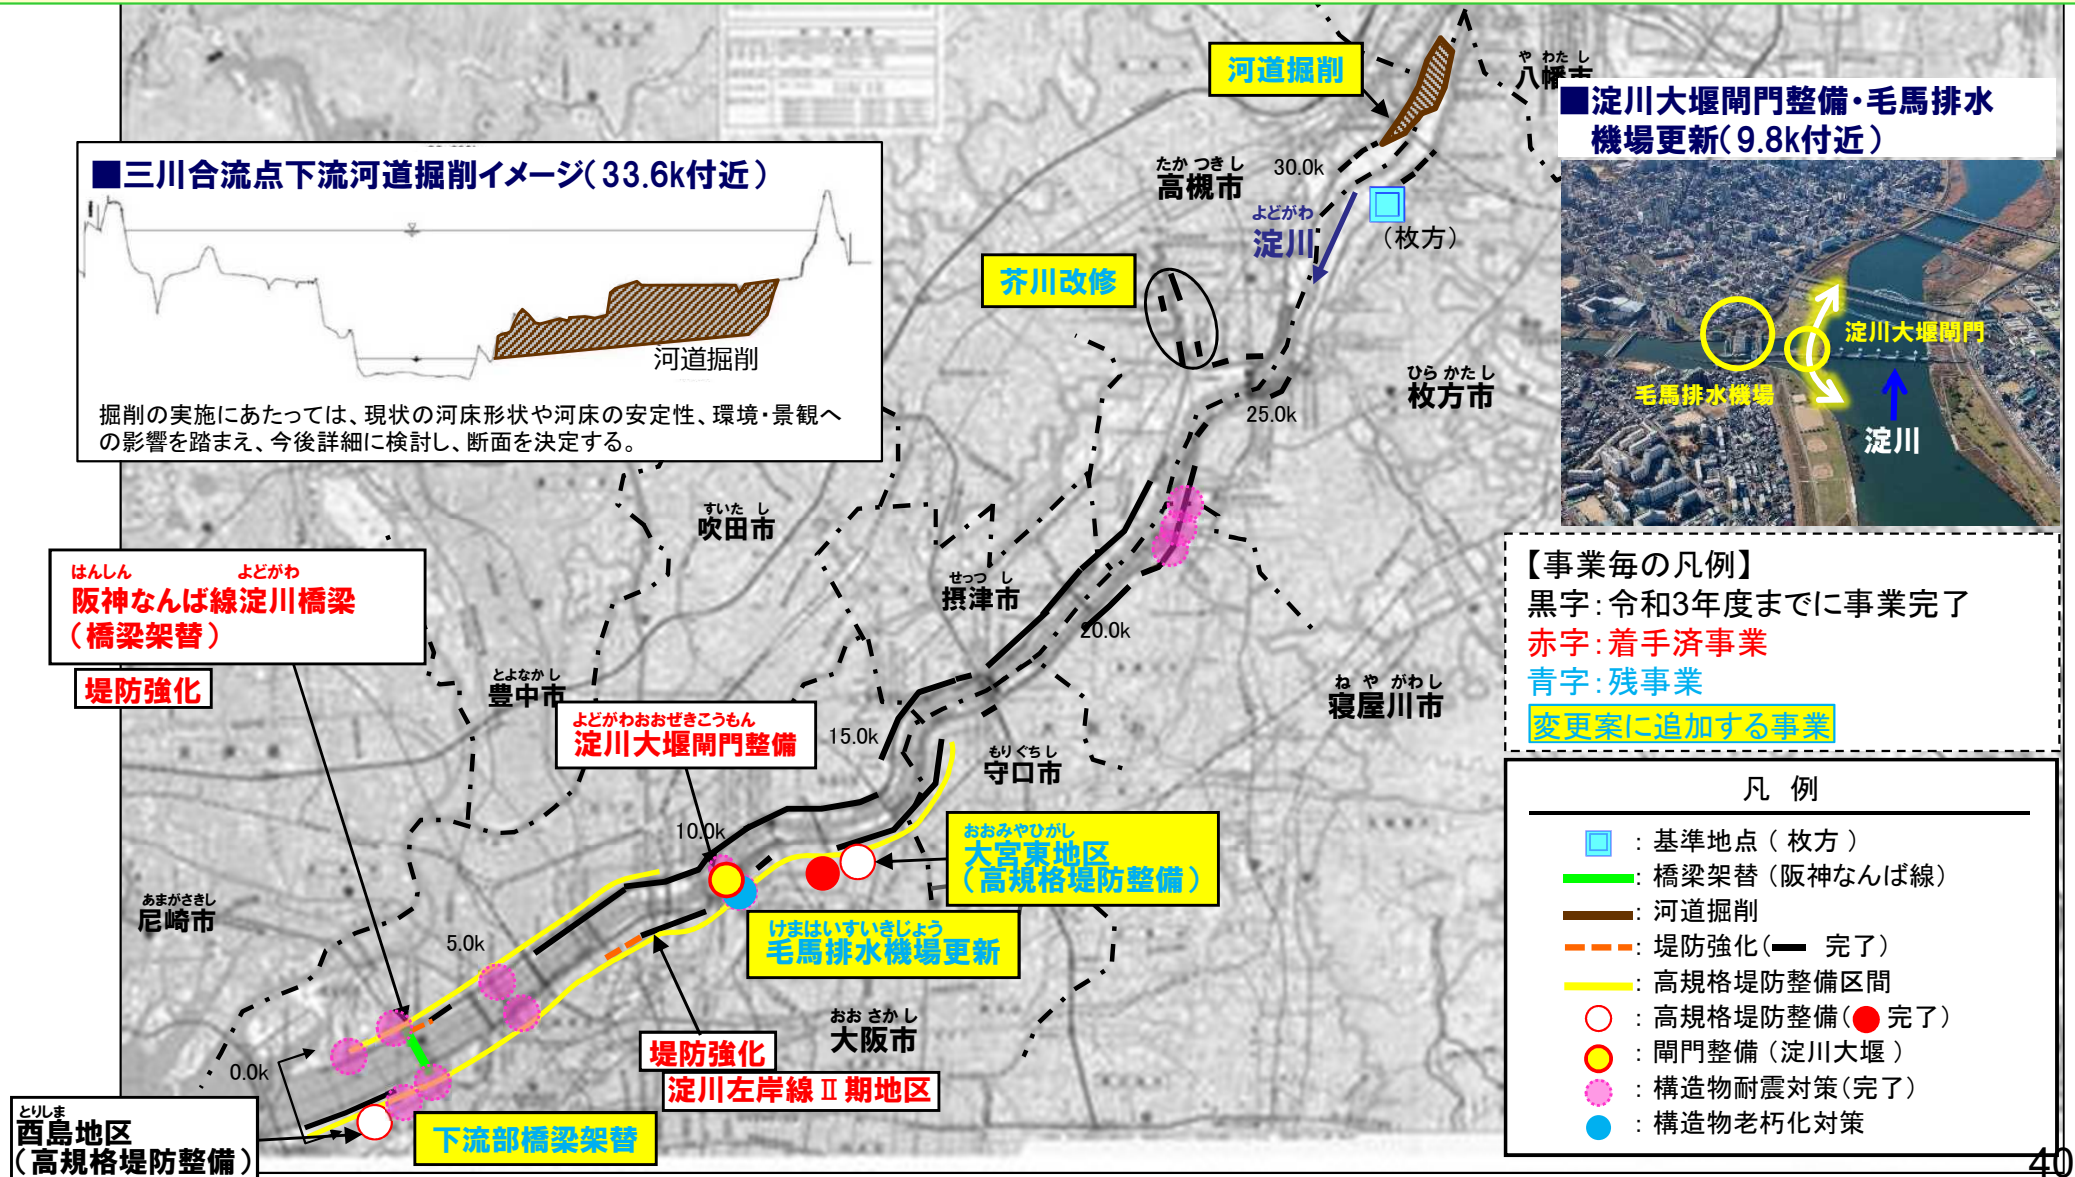 ■三川合流点下流河道掘削イメージ(33.6k付近)
河道掘削
掘削の実施にあたっては、現状の河床形状や河床の安定性、環境・景観へ
の影響を踏まえ、今後詳細に検討し、断面を決定する。
河道掘削
やわたし
八幡市
■淀川大堰閘門整備・毛馬排水
機場更新(9.8k付近)
淀川大堰閘門
毛馬排水機場
淀川
たかつきし
高槻市
30.0k
よどがわ
淀川
(枚方)
芥川改修
ひらかたし
枚方市
25.0k
すいたし
吹田市
せっつし
摂津市
20.0k
はんしん よどがわ
阪神なんば線淀川橋梁
(橋梁架替)
堤防強化
とよなかし
豊中市
ねやがわし
寝屋川市
よどがわおおぜきこうもん
淀川大堰閘門整備
15.0k
もりぐちし
守口市
10.0k
おおみやひがし
大宮東地区
(高規格堤防整備)
けまはいすいきじょう
毛馬排水機場更新
あまがさきし
尼崎市
5.0k
おおさかし
大阪市
堤防強化
淀川左岸線Ⅱ期地区
0.0k
とりしま
酉島地区
(高規格堤防整備)
下流部橋梁架替
【事業毎の凡例】
黒字:令和3年度までに事業完了
赤字:着手済事業
青字:残事業
変更案に追加する事業
凡 例
:基準地点(枚方)
:橋梁架替(阪神なんば線)
:河道掘削
:堤防強化( 完了)
:高規格堤防整備区間
:高規格堤防整備( 完了)
:閘門整備(淀川大堰)
:構造物耐震対策(完了)
:構造物老朽化対策
40